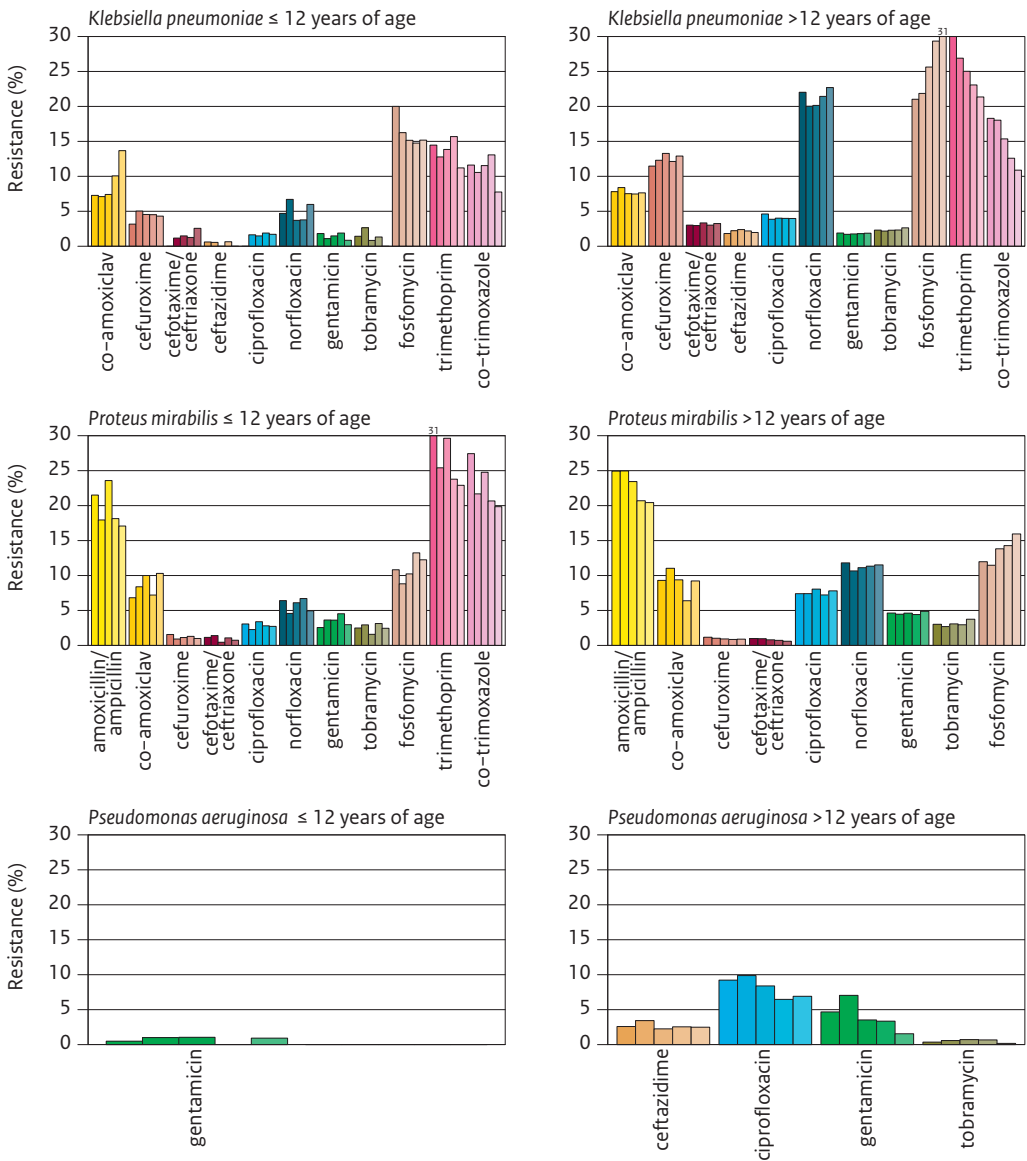 Klebsiella pneumoniae ≤ 12 years of age
Resistance (%)
30
25
20
15
10
5
0
co-amoxiclav
cefuroxime
cefotaxime/
ceftriaxone
ceftazidime
ciprofloxacin
norfloxacin
gentamicin
tobramycin
fosfomycin
trimethoprim
co-trimoxazole
Klebsiella pneumoniae >12 years of age
31
30
25
20
15
10
5
0
co-amoxiclav
cefuroxime
cefotaxime/
ceftriaxone
ceftazidime
ciprofloxacin
norfloxacin
gentamicin
tobramycin
fosfomycin
trimethoprim
co-trimoxazole
Proteus mirabilis ≤ 12 years of age
Resistance (%)
31
30
25
20
15
10
5
0
amoxicillin/
ampicillin
co-amoxiclav
cefuroxime
cefotaxime/
ceftriaxone
ciprofloxacin
norfloxacin
gentamicin
tobramycin
fosfomycin
trimethoprim
co-trimoxazole
Proteus mirabilis >12 years of age
30
25
20
15
10
5
0
amoxicillin/
ampicillin
co-amoxiclav
cefuroxime
cefotaxime/
ceftriaxone
ciprofloxacin
norfloxacin
gentamicin
tobramycin
fosfomycin
Pseudomonas aeruginosa ≤ 12 years of age
Resistance (%)
30
25
20
15
10
5
0
gentamicin
Pseudomonas aeruginosa >12 years of age
30
25
20
15
10
5
0
ceftazidime
ciprofloxacin
gentamicin
tobramycin